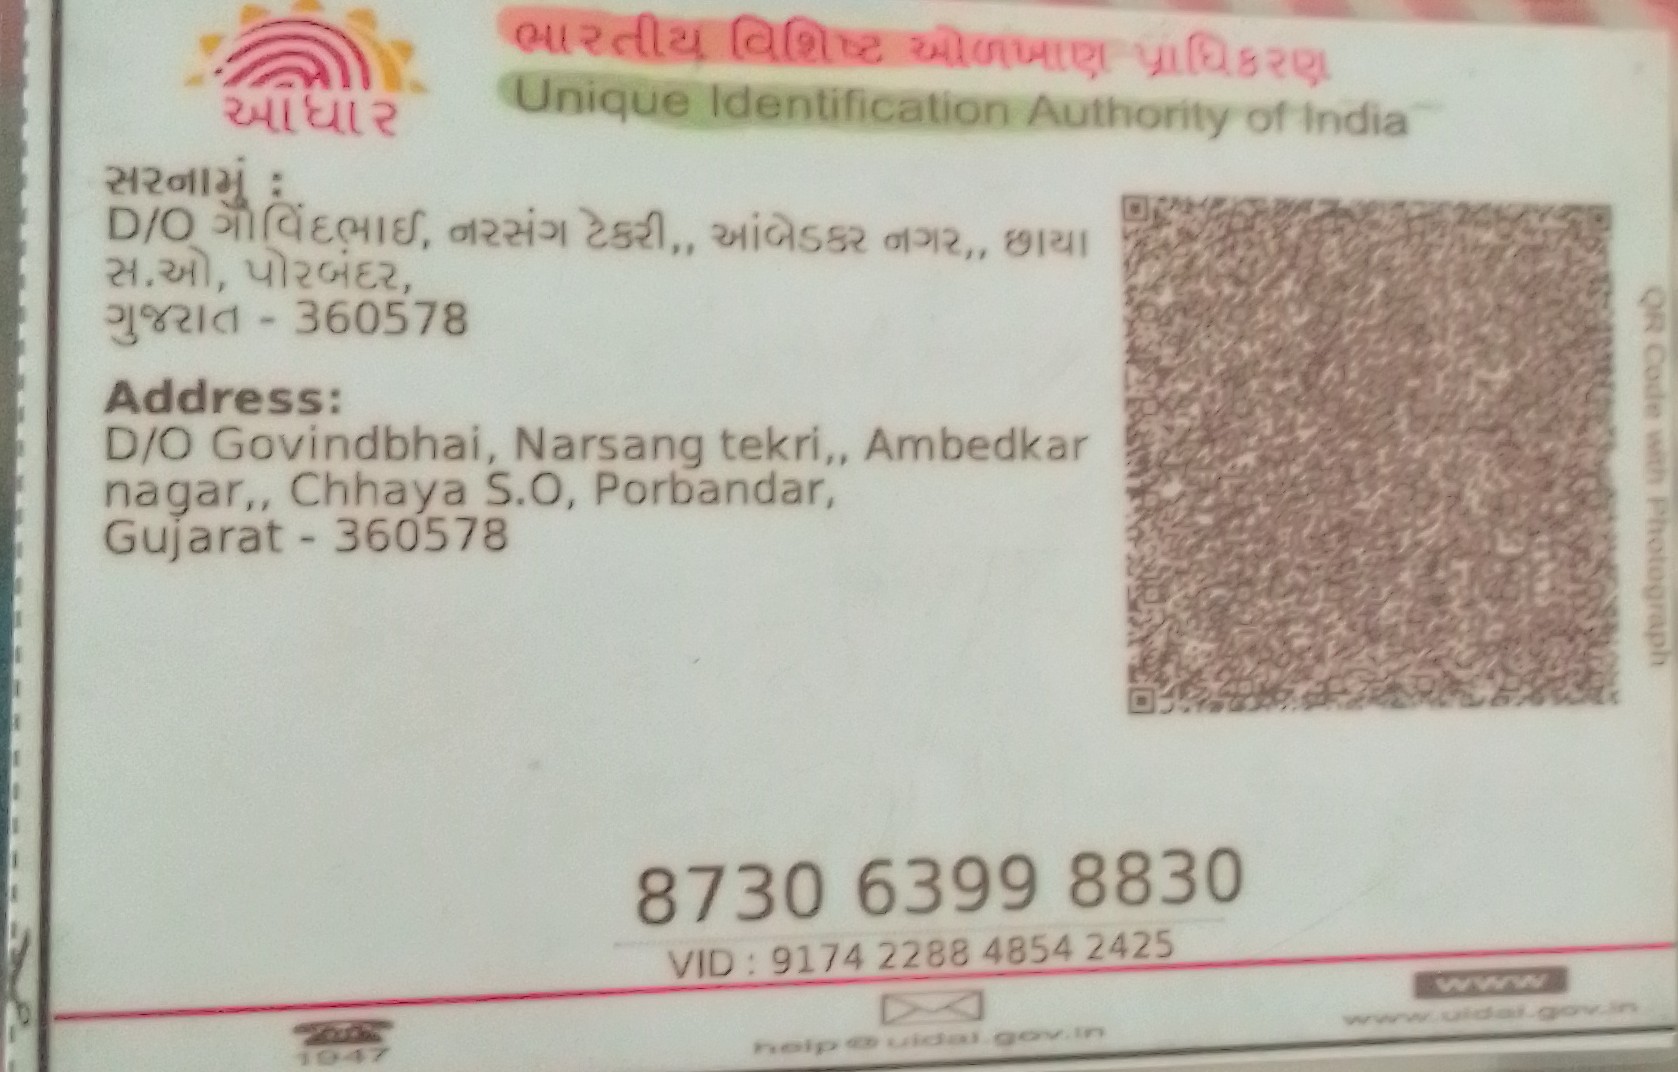 આધાર
ભારતીય વિશિષ્ટ ઓળખાણ પ્રાધિકરણ
Unique Identification Authority of India
સરનામું :
D/O ગોવિંદભાઈ, નરસંગ ટેકરી,, આંબેડકર નગર,, છાયા
સ.ઓ, પોરબંદર,
ગુજરાત - 360578
Address:
D/O Govindbhai, Narsang tekri,, Ambedkar
nagar,, Chhaya S.O, Porbandar,
Gujarat - 360578
QR Code with Photograph
8730 6399 8830
VID : 9174 2288 4854 2425
1947
help@uidai.gov.in
www
www.uidai.gov.in